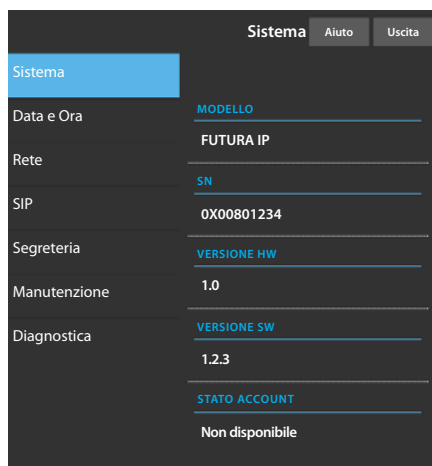 Sistema Aiuto Uscita
Sistema
Data e Ora
Rete
SIP
Segreteria
Manutenzione
Diagnostica
MODELLO
FUTURA IP
SN
0X00801234
VERSIONE HW
1.0
VERSIONE SW
1.2.3
STATO ACCOUNT
Non disponibile